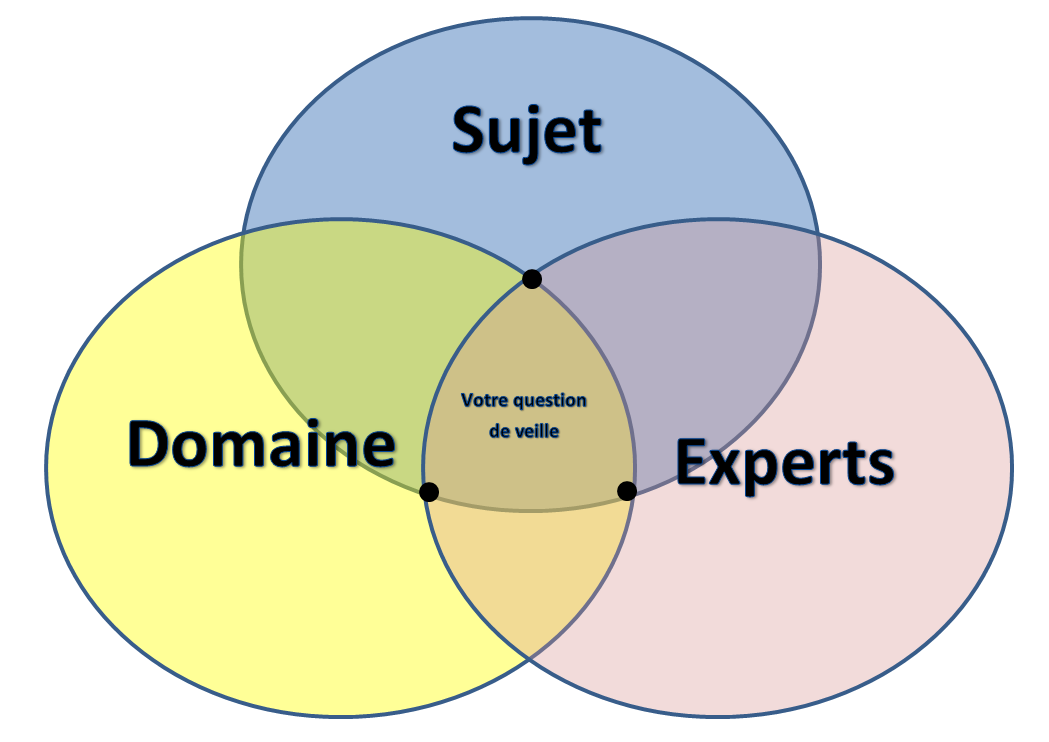 Sujet
Domaine
Votre question
de veille
Experts